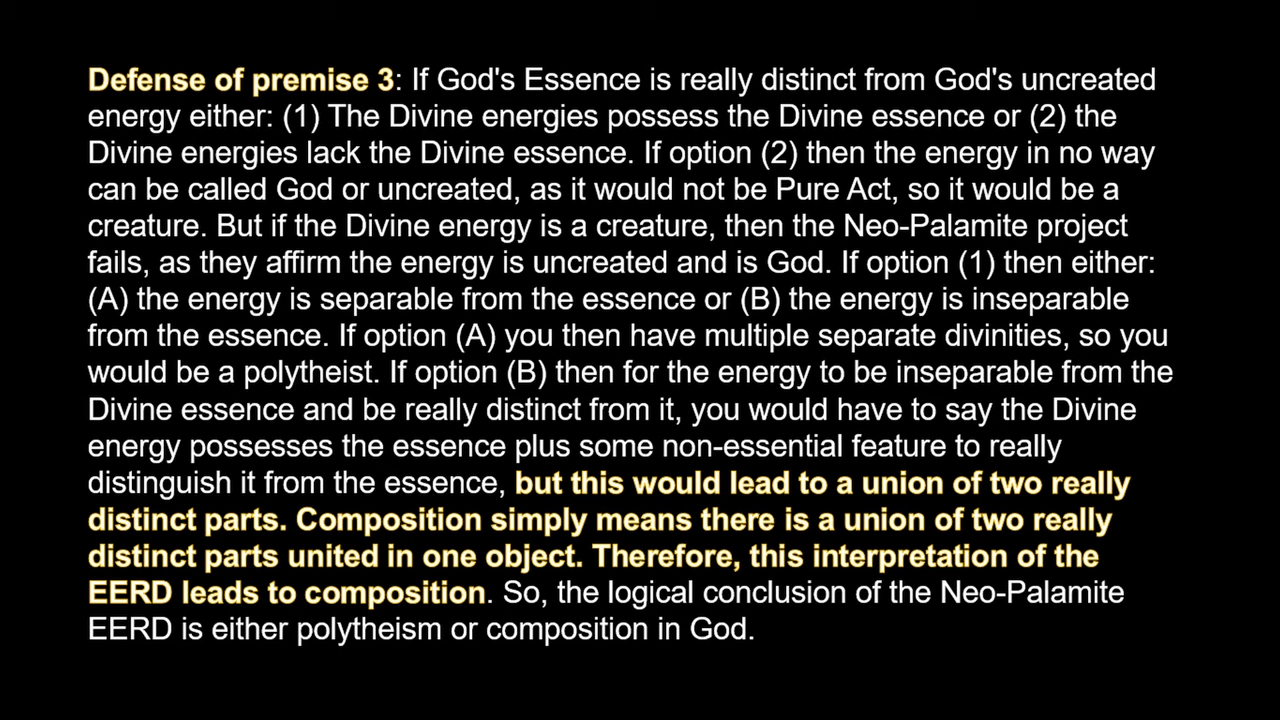 Defense of premise 3: If God's Essence is really distinct from God's uncreated
energy either: (1) The Divine energies possess the Divine essence or (2) the
Divine energies lack the Divine essence. If option (2) then the energy in no way
can be called God or uncreated, as it would not be Pure Act, so it would be a
creature. But if the Divine energy is a creature, then the Neo-Palamite project
fails, as they affirm the energy is uncreated and is God. If option (1) then either:
(A) the energy is separable from the essence or (B) the energy is inseparable
from the essence. If option (A) you then have multiple separate divinities, so you
would be a polytheist. If option (B) then for the energy to be inseparable from the
Divine essence and be really distinct from it, you would have to say the Divine
energy possesses the essence plus some non-essential feature to really
distinguish it from the essence, but this would lead to a union of two really
distinct parts. Composition simply means there is a union of two really
distinct parts united in one object. Therefore, this interpretation of the
EERD leads to composition. So, the logical conclusion of the Neo-Palamite
EERD is either polytheism or composition in God.